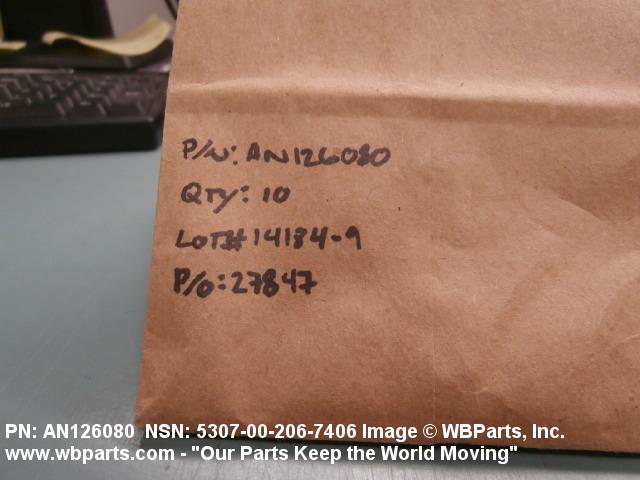 P/N: AN126080
QTY: 10
LOT# 14184-9
P/O: 27847
PN: AN126080 NSN: 5307-00-206-7406 Image © WBParts, Inc.
www.wbparts.com - "Our Parts Keep the World Moving"